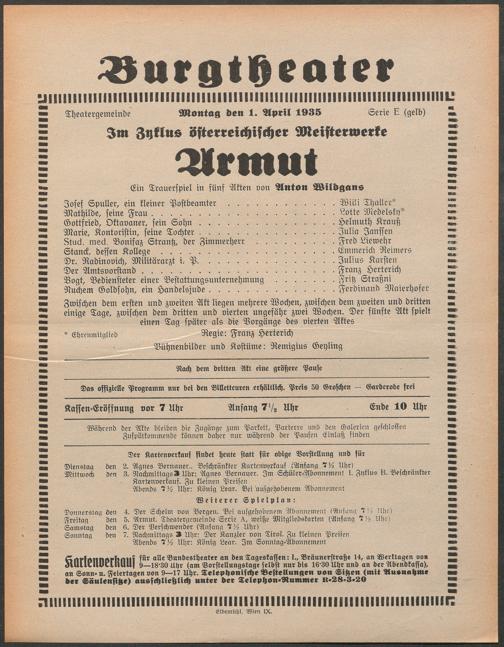 Burgtheater
Theatergemeinde Montag den 1. April 1935 Serie E (gelb)
Im Zyklus österreichischer Meisterwerke
Armut
Ein Trauerspiel in fünf Akten von Anton Wildgans
Josef Spuller, ein kleiner Postbeamter . . . . . . . . . . Willi Thaller*
Mathilde, seine Frau . . . . . . . . . . Lotte Medelsky*
Gottfried, Oktavaner, sein Sohn . . . . . . . . . . Helmuth Krauß
Marie, Kontoristin, seine Tochter . . . . . . . . . . Julia Janssen
Stud. med. Bonifaz Strantz, der Zimmerherr . . . . . . . . . . Fred Liewehr
Stanck, dessen Kollege . . . . . . . . . . Emmerich Reimers
Dr. Rabinovich, Militärarzt i. P. . . . . . . . . . . Julius Karsten
Der Amtsvorstand . . . . . . . . . . Franz Herterich
Vogt, Bediensteter einer Bestattungsunternehmung . . . . . . . . . . Fritz Straßni
Nuchem Goldsohn, ein Handelsjude . . . . . . . . . . Ferdinand Maierhofer
Zwischen dem ersten und zweiten Akt liegen mehrere Wochen, zwischen dem zweiten und dritten
einige Tage, zwischen dem dritten und vierten ungefähr zwei Wochen. Der fünfte Akt spielt
einen Tag später als die Vorgänge des vierten Aktes
* Ehrenmitglied Regie: Franz Herterich
Bühnenbilder und Kostüme: Remigius Geyling
Nach dem dritten Akt eine größere Pause
Das offizielle Programm nur bei den Billetteuren erhältlich. Preis 50 Groschen — Garderobe frei
Kassen-Eröffnung vor 7 Uhr Anfang 7½ Uhr Ende 10 Uhr
Während der Akte bleiben die Zugänge zum Parkett, Parterre und den Galerien geschlossen
Zuspätkommende können daher nur während der Pausen Einlaß finden
Der Kartenverkauf findet heute statt für obige Vorstellung und für
Dienstag den 2. Agnes Bernauer. Beschränkter Kartenverkauf (Anfang 7½ Uhr)
Mittwoch den 3. Nachmittags 3 Uhr: Agnes Bernauer. Im Schüler-Abonnement I. Zyklus B. Beschränkter
Kartenverkauf. Zu kleinen Preisen
Abends 7½ Uhr: König Lear. Bei aufgehobenem Abonnement
Weiterer Spielplan:
Donnerstag den 4. Der Schelm von Bergen. Bei aufgehobenem Abonnement (Anfang 7½ Uhr)
Freitag den 5. Armut. Theatergemeinde Serie A, weiße Mitgliedskarten (Anfang 7½ Uhr)
Samstag den 6. Der Verschwender (Anfang 7½ Uhr)
Sonntag den 7. Nachmittags 3 Uhr: Der Kanzler von Tirol. Zu kleinen Preisen
Abends 7½ Uhr: König Lear. Im Sonntag-Abonnement
Kartenverkauf für alle Bundestheater an den Tageskassen: I., Bräunerstraße 14, an Werktagen von
9—18·30 Uhr (am Vorstellungstage selbst nur bis 16·30 Uhr und an der Abendkassa),
an Sonn- u. Feiertagen von 9—17 Uhr. Telephonische Bestellungen von Sitzen (mit Ausnahme
der Säulensitze) ausschließlich unter der Telephon-Nummer R-28-3-20
Elbemühl, Wien IX.